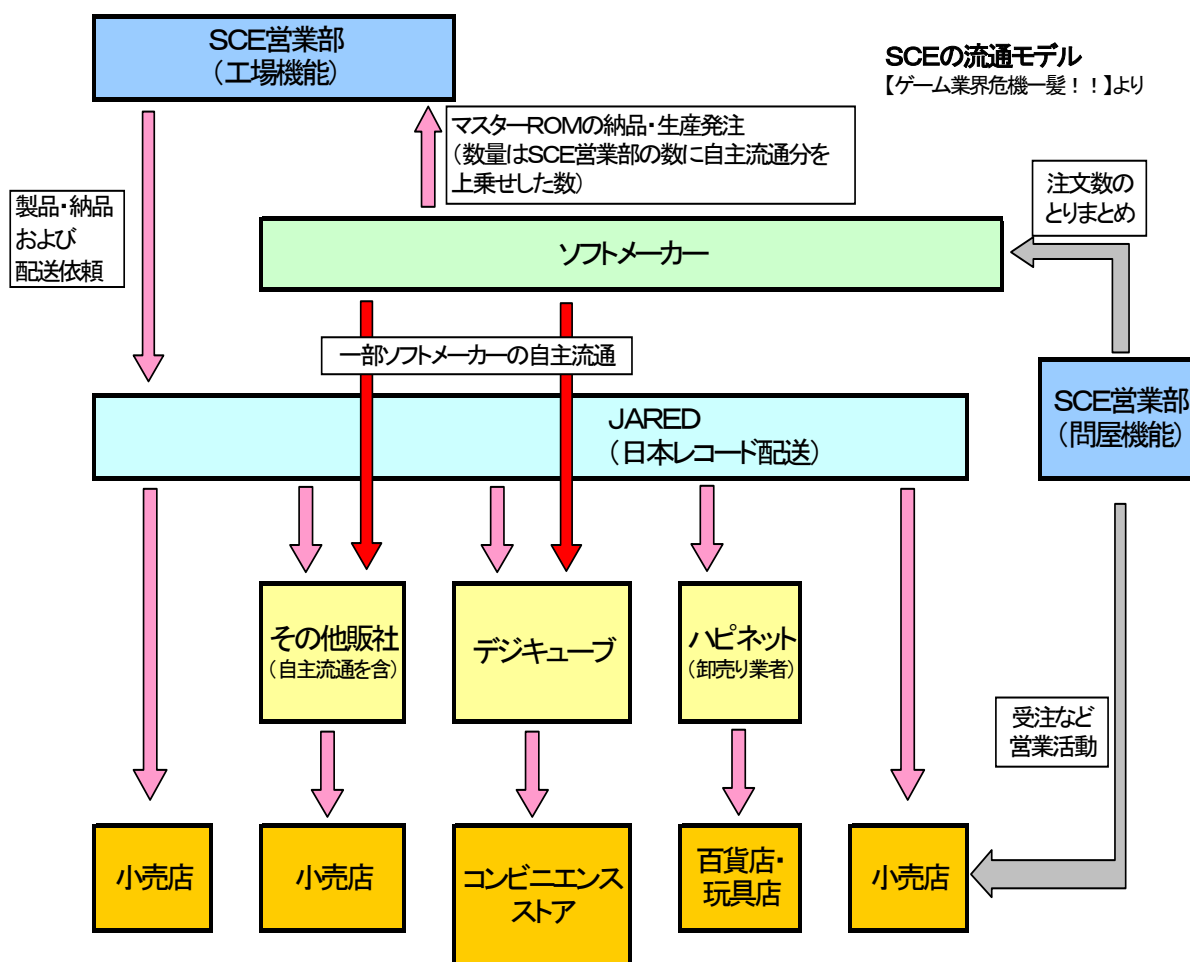 SCE営業部
（工場機能）
SCEの流通モデル
【ゲーム業界危機一髪！！】より
マスターROMの納品・生産発注
（数量はSCE営業部の数に自主流通分を
上乗せした数）
注文数の
とりまとめ
製品・納品
および
配送依頼
ソフトメーカー
一部ソフトメーカーの自主流通
JARED
（日本レコード配送）
SCE営業部
（問屋機能）
その他販社
（自主流通を含）
デジキューブ
ハピネット
（卸売り業者）
受注など
営業活動
小売店
小売店
コンビニエンス
ストア
百貨店・
玩具店
小売店